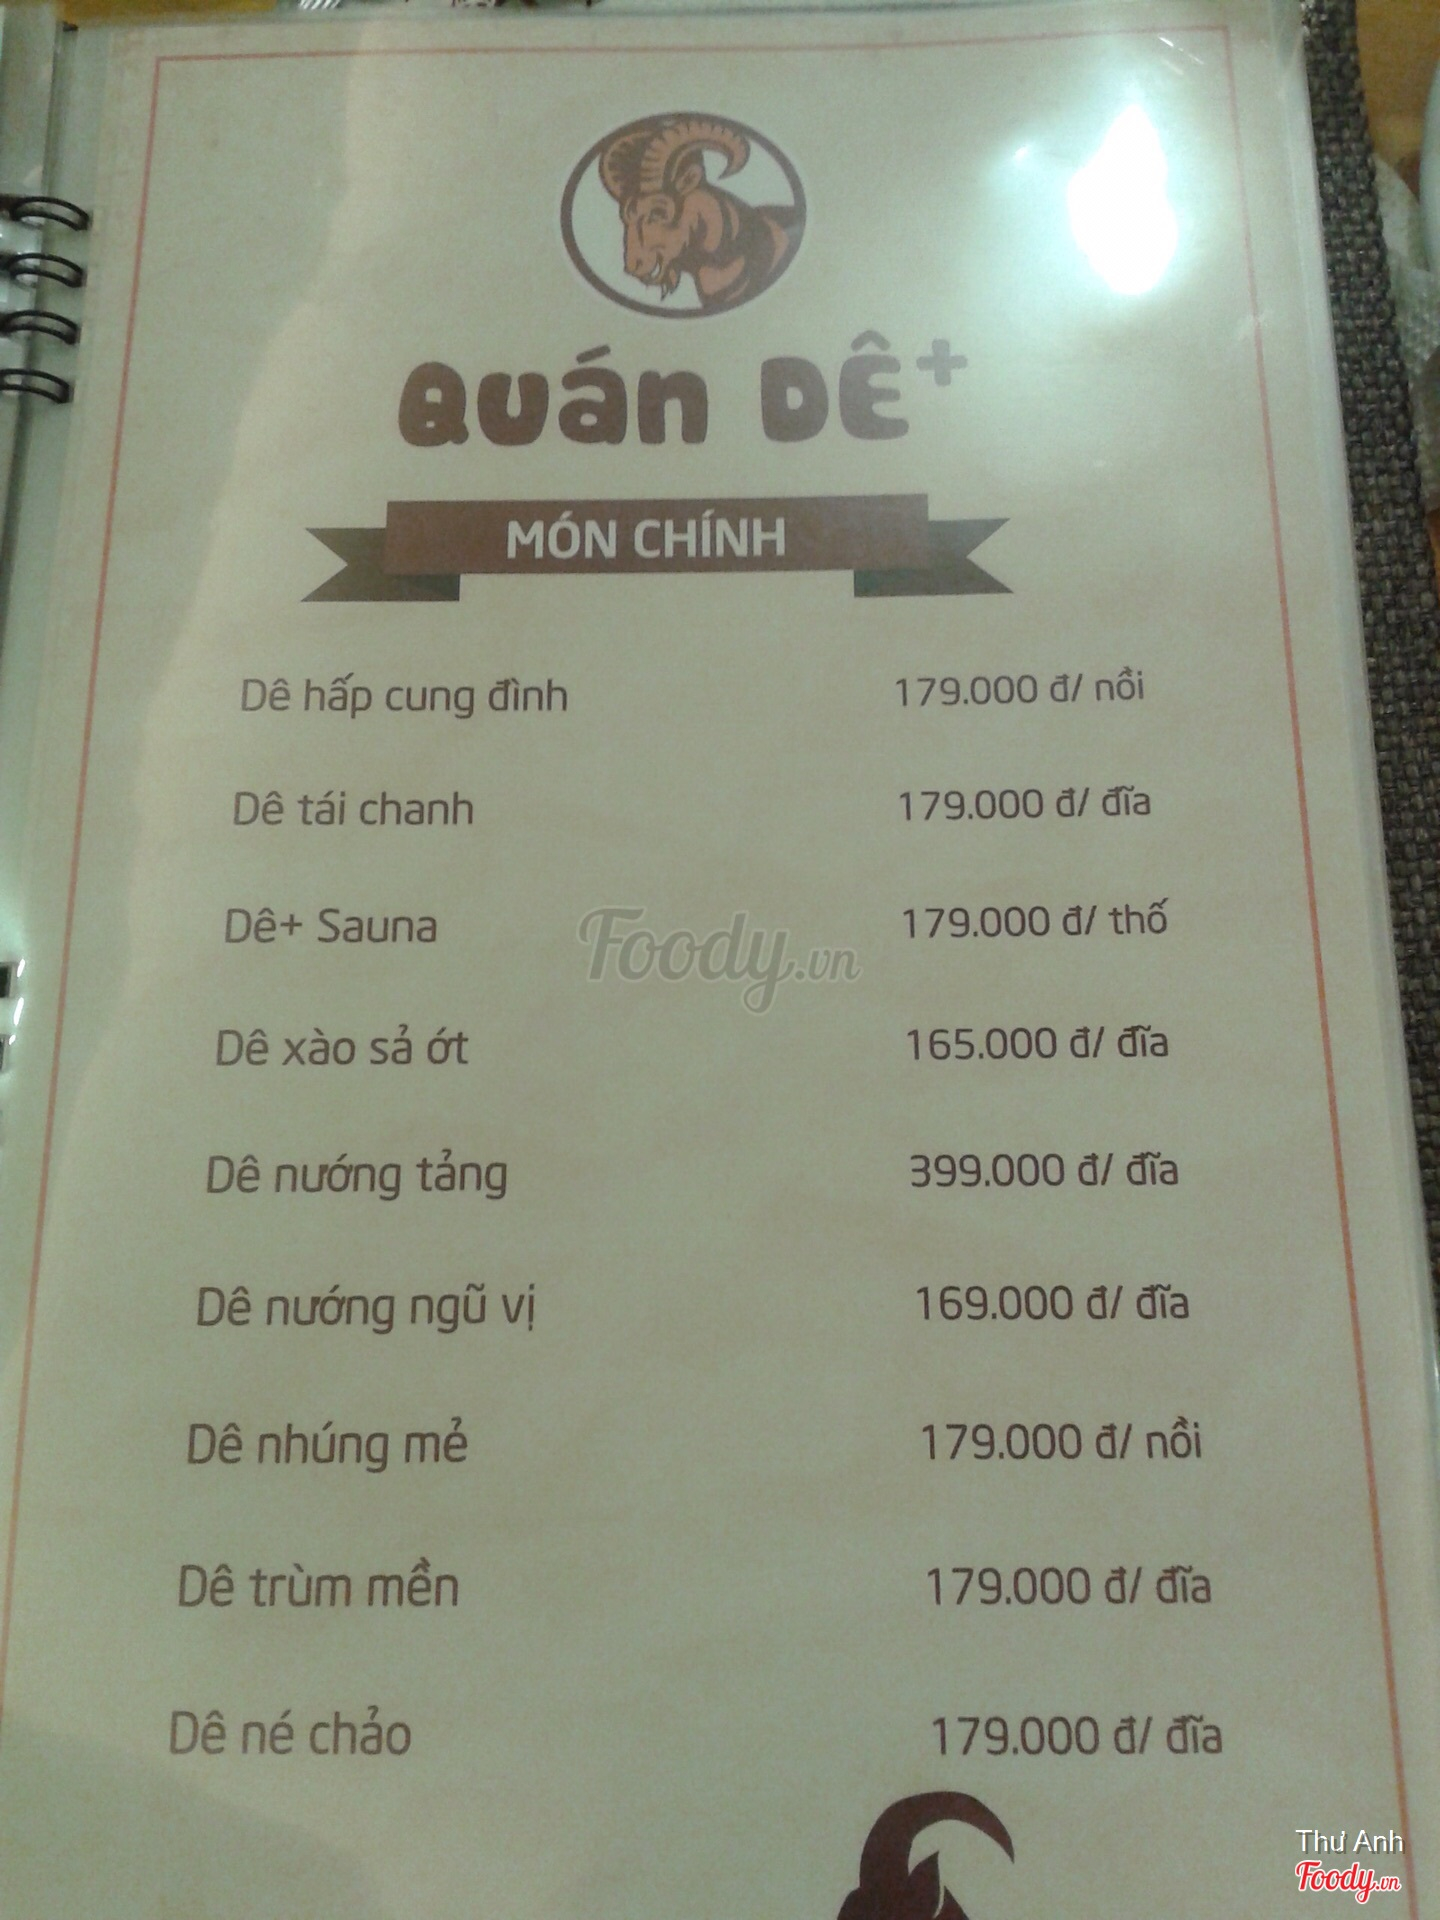 Quán Dê+
MÓN CHÍNH
Dê hấp cung đình 179.000 đ/ nồi
Dê tái chanh 179.000 đ/ đĩa
Dê+ Sauna 179.000 đ/ thố
Foody.vn
Dê xào sả ớt 165.000 đ/ đĩa
Dê nướng tảng 399.000 đ/ đĩa
Dê nướng ngũ vị 169.000 đ/ đĩa
Dê nhúng mẻ 179.000 đ/ nồi
Dê trùm mền 179.000 đ/ đĩa
Dê né chảo 179.000 đ/ đĩa
Thư Anh
Foody.vn